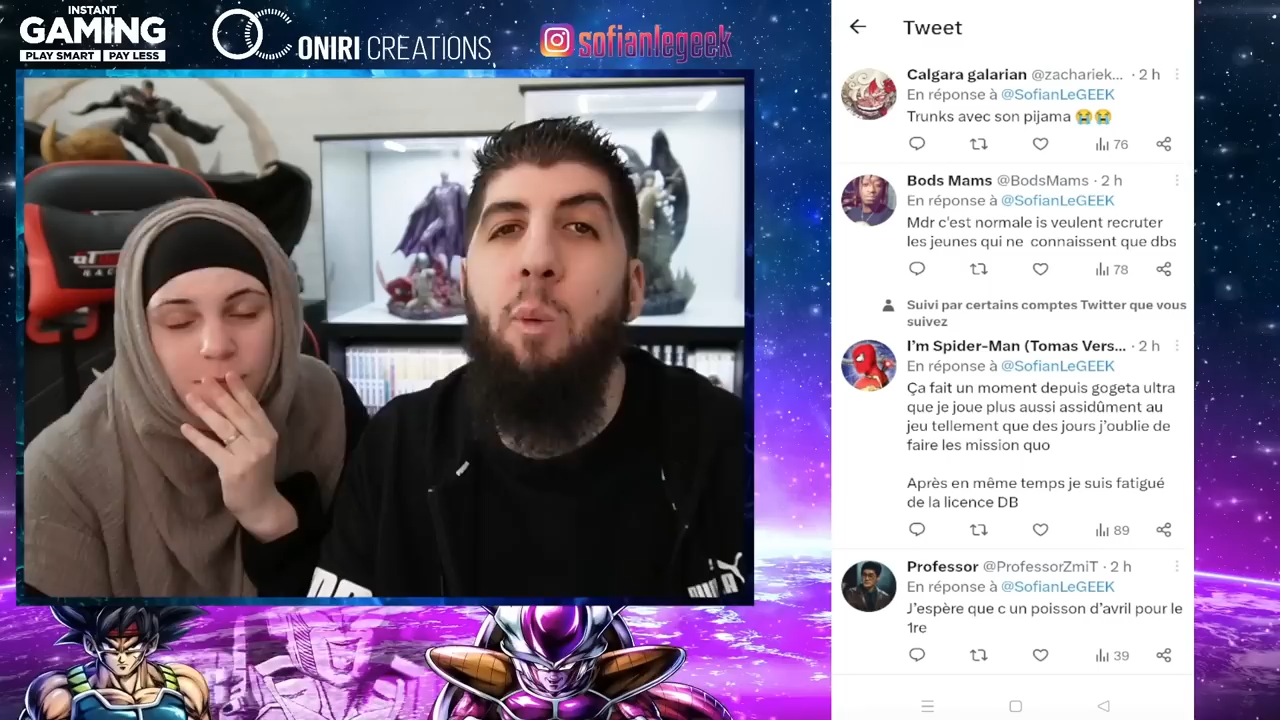 INSTANT
GAMING
PLAY SMART PAY LESS
ONIRI CREATIONS
sofianlegeek
Tweet
Calgara galarian @zachariek... · 2 h
En réponse à @SofianLeGEEK
Trunks avec son pijama 😭😭
76
Bods Mams @BodsMams · 2 h
En réponse à @SofianLeGEEK
Mdr c'est normale is veulent recruter
les jeunes qui ne connaissent que dbs
78
Suivi par certains comptes Twitter que vous
suivez
I'm Spider-Man (Tomas Vers... · 2 h
En réponse à @SofianLeGEEK
Ça fait un moment depuis gogeta ultra
que je joue plus aussi assidûment au
jeu tellement que des jours j'oublie de
faire les mission quo
Après en même temps je suis fatigué
de la licence DB
89
Professor @ProfessorZmiT · 2 h
En réponse à @SofianLeGEEK
J'espère que c un poisson d'avril pour le
1re
39